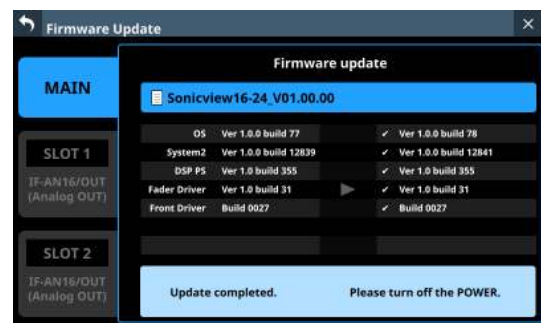 Firmware Update
Firmware update
MAIN
Sonicview16-24_V01.00.00
OS Ver 1.0.0 build 77 ✓ Ver 1.0.0 build 78
System2 Ver 1.0.0 build 12839 ✓ Ver 1.0.0 build 12841
DSP PS Ver 1.0 build 355 ✓ Ver 1.0 build 355
Fader Driver Ver 1.0 build 31 ✓ Ver 1.0 build 31
Front Driver Build 0027 ✓ Build 0027
SLOT 1
IF-AN16/OUT
(Analog OUT)
SLOT 2
IF-AN16/OUT
(Analog OUT)
Update completed. Please turn off the POWER.